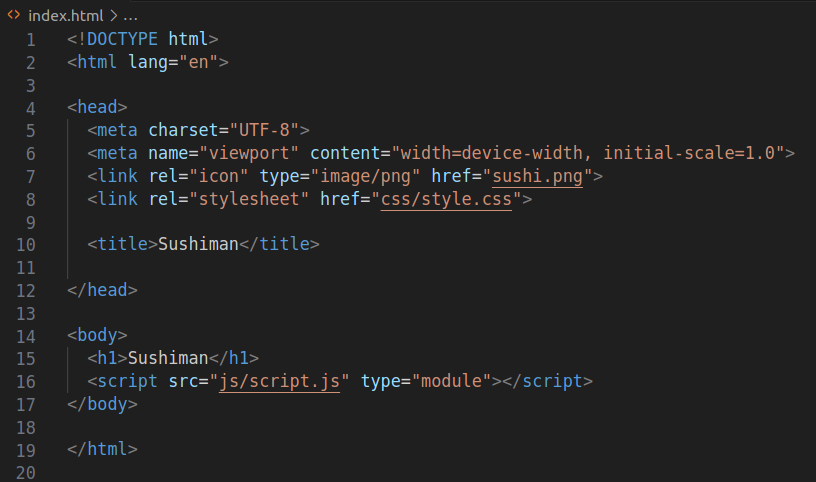 index.html > ...
1 <!DOCTYPE html>
2 <html lang="en">
3
4 <head>
5   <meta charset="UTF-8">
6   <meta name="viewport" content="width=device-width, initial-scale=1.0">
7   <link rel="icon" type="image/png" href="sushi.png">
8   <link rel="stylesheet" href="css/style.css">
9
10   <title>Sushiman</title>
11
12 </head>
13
14 <body>
15   <h1>Sushiman</h1>
16   <script src="js/script.js" type="module"></script>
17 </body>
18
19 </html>
20